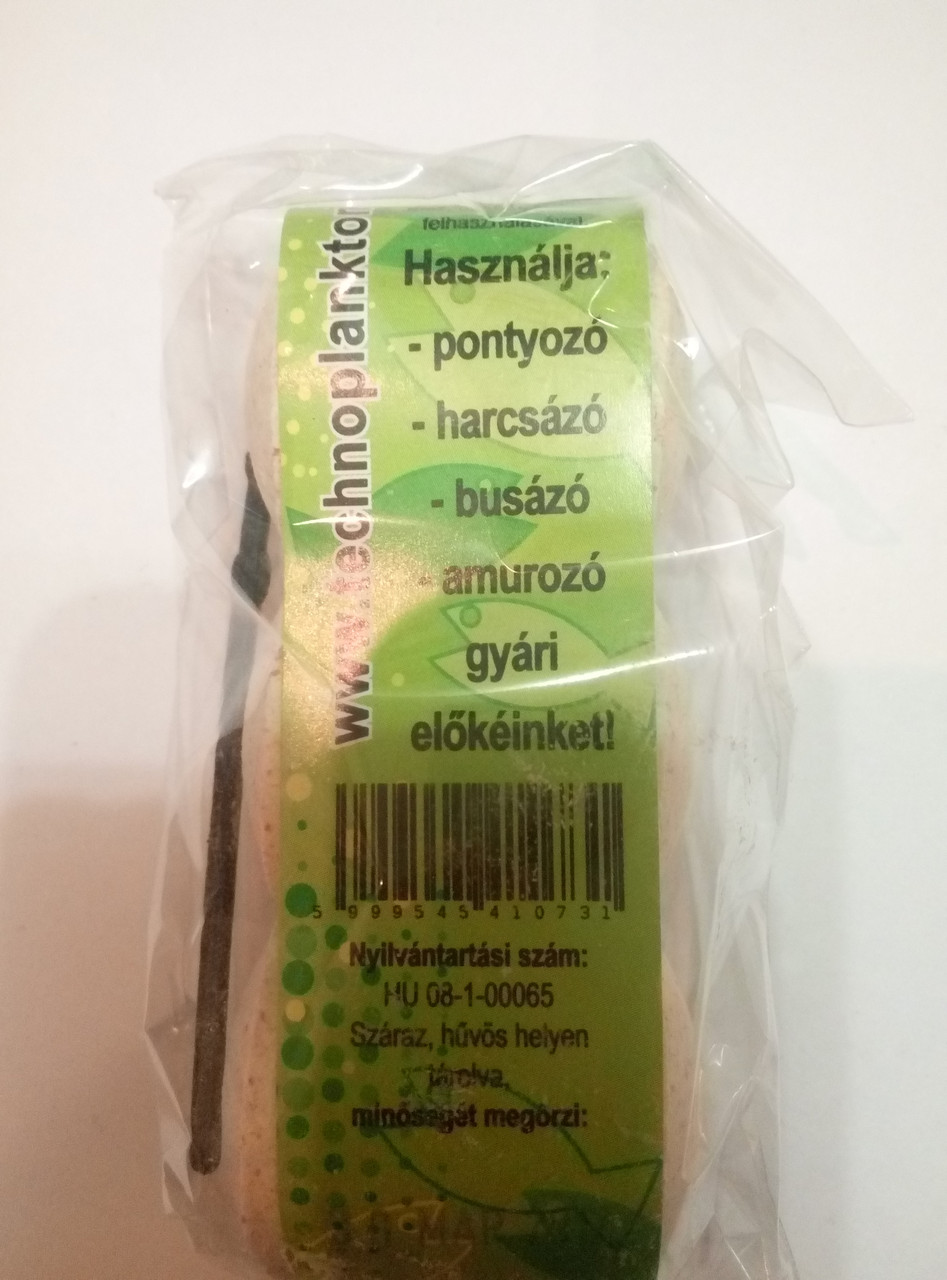 felhasználásával
www.technoplankton
Használja:
- pontyozó
- harcsázó
- busázó
- amurozó
gyári
előkéinket!
5 999545 410731
Nyilvántartási szám:
HU 08-1-00065
Száraz, hűvös helyen
tárolva,
minőségét megőrzi: